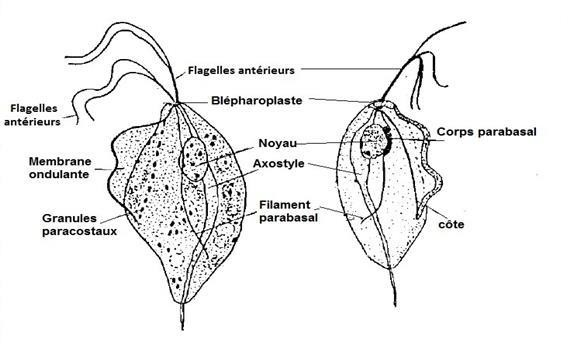 Flagelles antérieurs
Flagelles
antérieurs
Blépharoplaste
Corps parabasal
Noyau
Membrane
ondulante
Axostyle
Filament
parabasal
Granules
paracostaux
côte